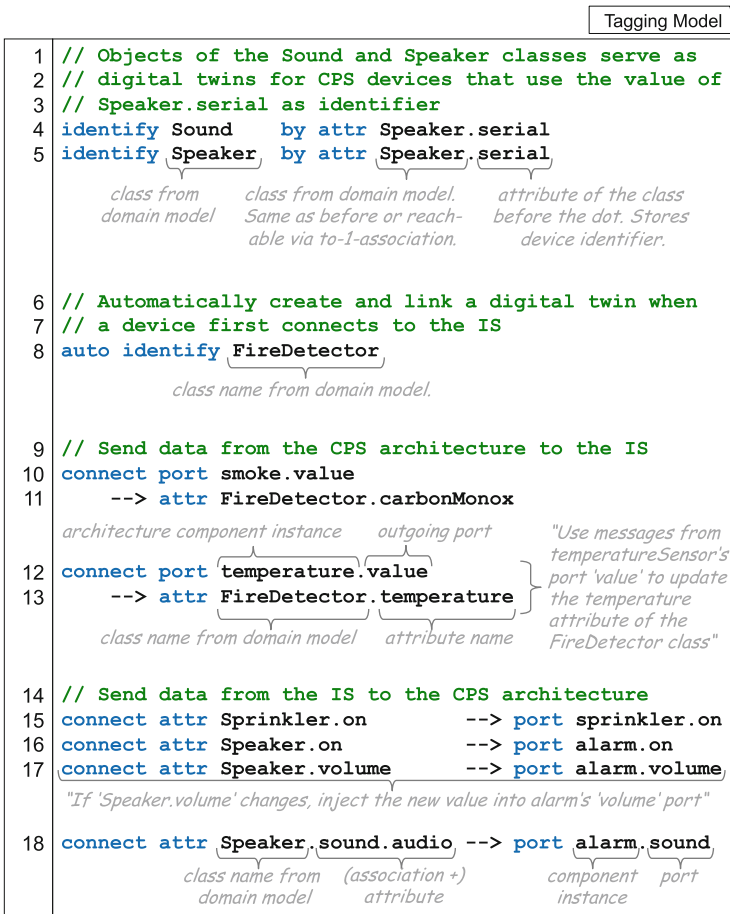 Tagging Model
1 // Objects of the Sound and Speaker classes serve as
2 // digital twins for CPS devices that use the value of
3 // Speaker.serial as identifier
4 identify Sound by attr Speaker.serial
5 identify Speaker by attr Speaker.serial
class from class from domain model. attribute of the class
domain model Same as before or reach- before the dot. Stores
able via to-1-association. device identifier.
6 // Automatically create and link a digital twin when
7 // a device first connects to the IS
8 auto identify FireDetector
class name from domain model.
9 // Send data from the CPS architecture to the IS
10 connect port smoke.value
11 --> attr FireDetector.carbonMonox
architecture component instance outgoing port "Use messages from
temperatureSensor's
12 connect port temperature.value port 'value' to update
13 --> attr FireDetector.temperature the temperature
attribute of the
class name from domain model attribute name FireDetector class"
14 // Send data from the IS to the CPS architecture
15 connect attr Sprinkler.on --> port sprinkler.on
16 connect attr Speaker.on --> port alarm.on
17 connect attr Speaker.volume --> port alarm.volume
"If 'Speaker.volume' changes, inject the new value into alarm's 'volume' port"
18 connect attr Speaker.sound.audio --> port alarm.sound
class name from (association +) component port
domain model attribute instance